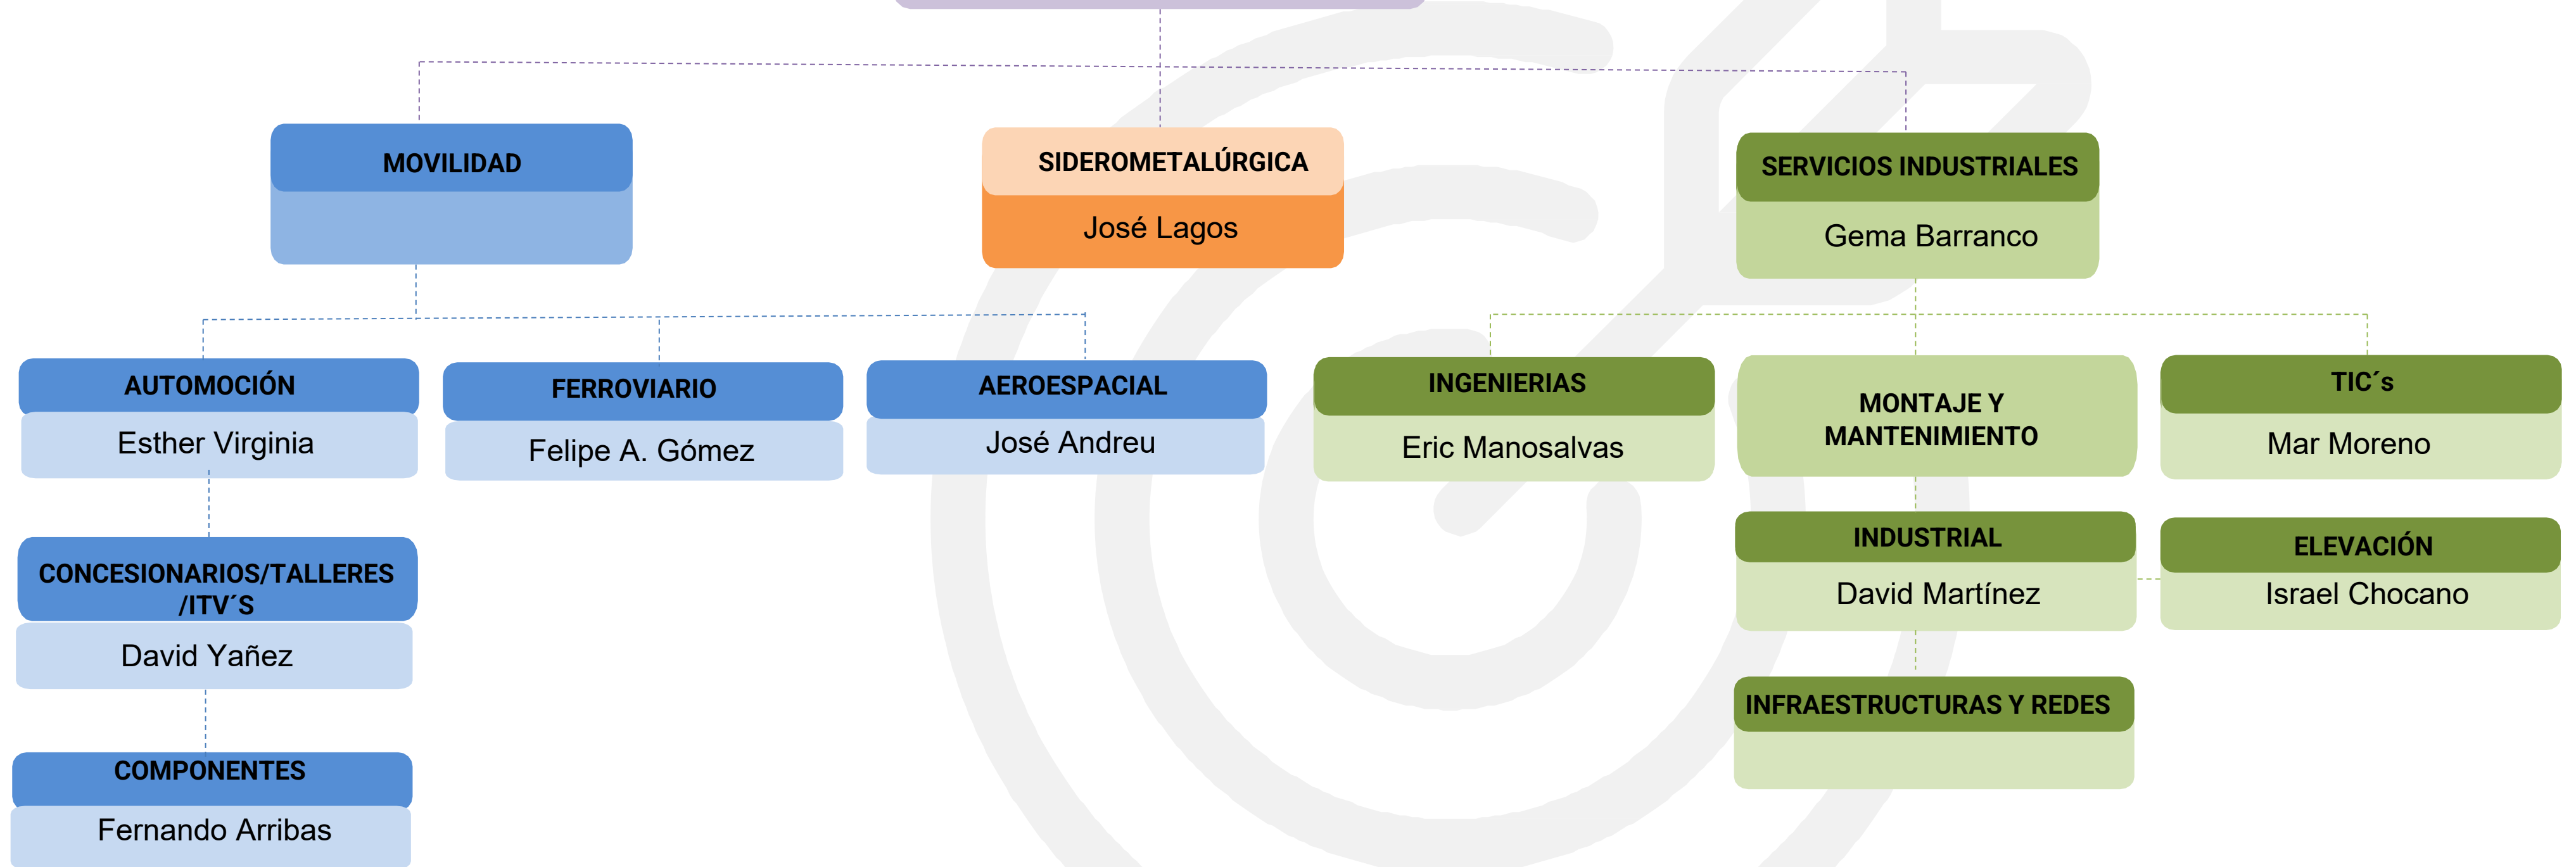 MOVILIDAD
SIDEROMETALÚRGICA
José Lagos
SERVICIOS INDUSTRIALES
Gema Barranco
AUTOMOCIÓN
Esther Virginia
FERROVIARIO
Felipe A. Gómez
AEROESPACIAL
José Andreu
INGENIERIAS
Eric Manosalvas
MONTAJE Y
MANTENIMIENTO
TIC´s
Mar Moreno
CONCESIONARIOS/TALLERES
/ITV´S
David Yañez
INDUSTRIAL
David Martínez
ELEVACIÓN
Israel Chocano
INFRAESTRUCTURAS Y REDES
COMPONENTES
Fernando Arribas